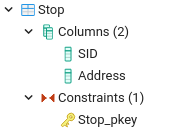 Stop
Columns (2)
SID
Address
Constraints (1)
Stop_pkey